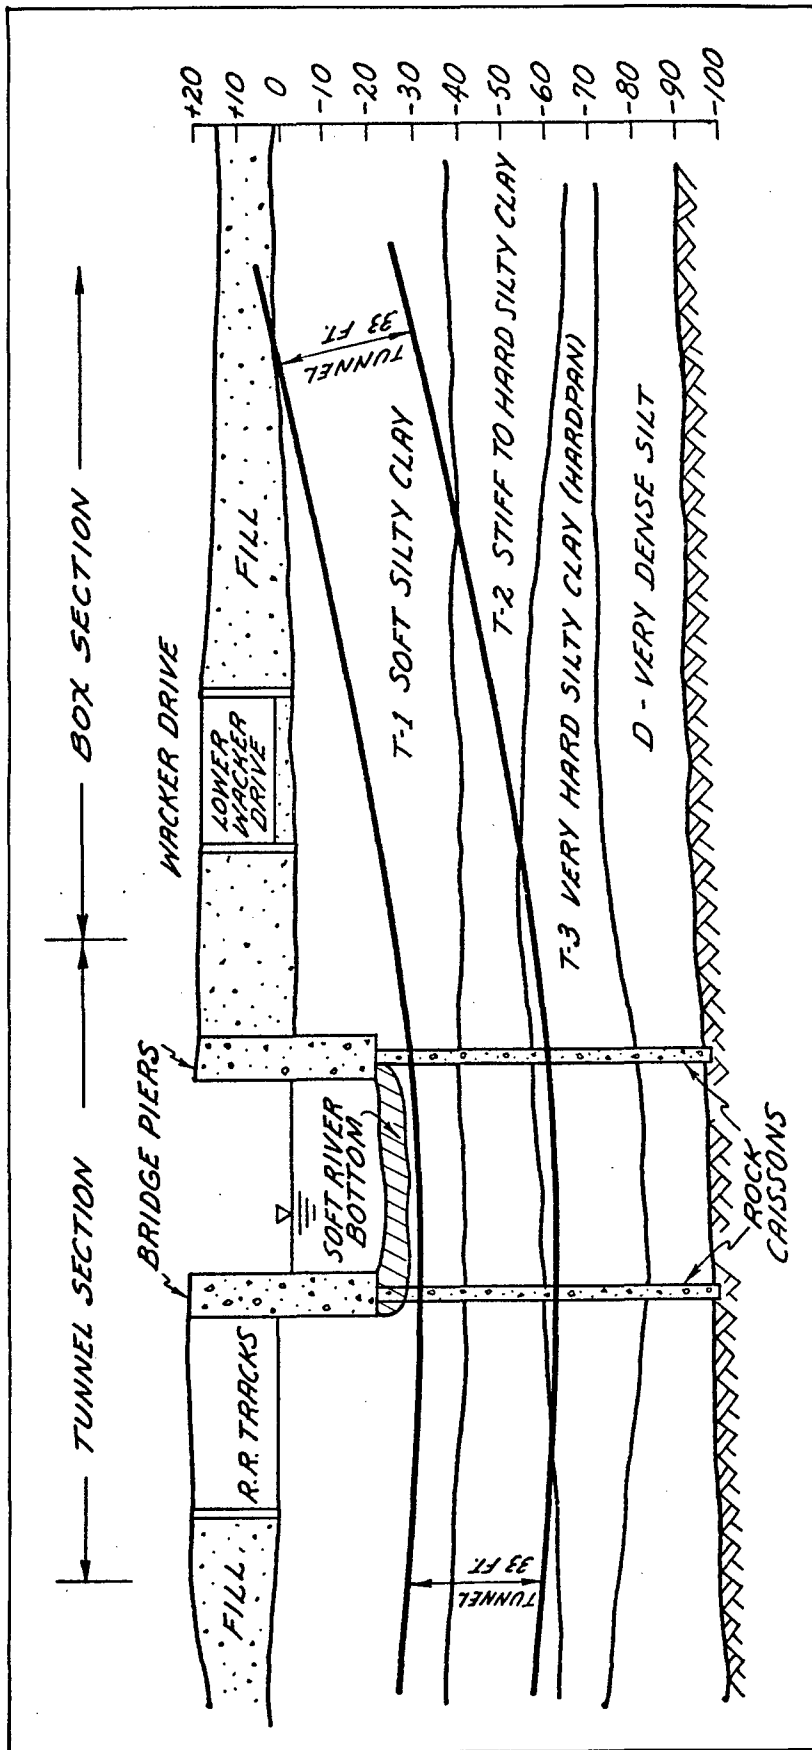 TUNNEL SECTION
BOX SECTION
BRIDGE PIERS
WACKER DRIVE
FILL
R.R. TRACKS
LOWER
WACKER
DRIVE
FILL
SOFT RIVER
BOTTOM
TUNNEL
33 FT.
TUNNEL
33 FT.
T-1 SOFT SILTY CLAY
T-2 STIFF TO HARD SILTY CLAY
T-3 VERY HARD SILTY CLAY (HARDPAN)
D - VERY DENSE SILT
ROCK
CAISSONS
+20
+10
0
-10
-20
-30
-40
-50
-60
-70
-80
-90
-100